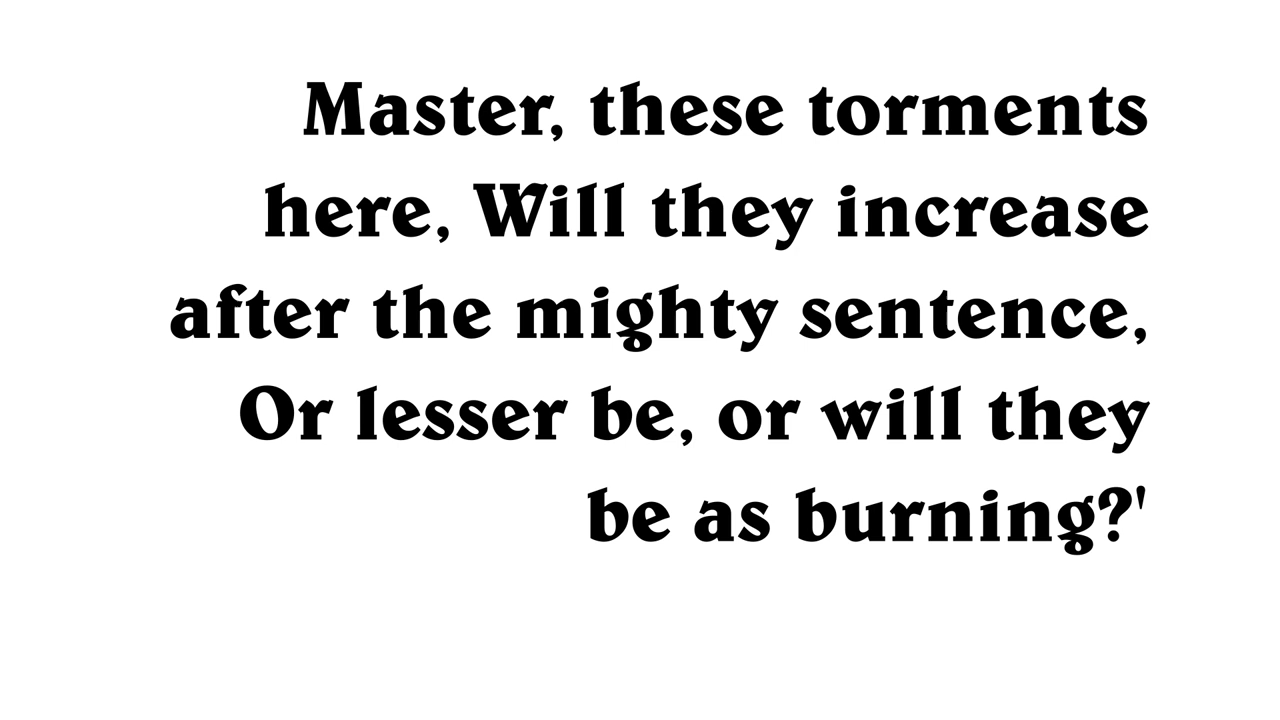 Master, these torments
here, Will they increase
after the mighty sentence,
Or lesser be, or will they
be as burning?'